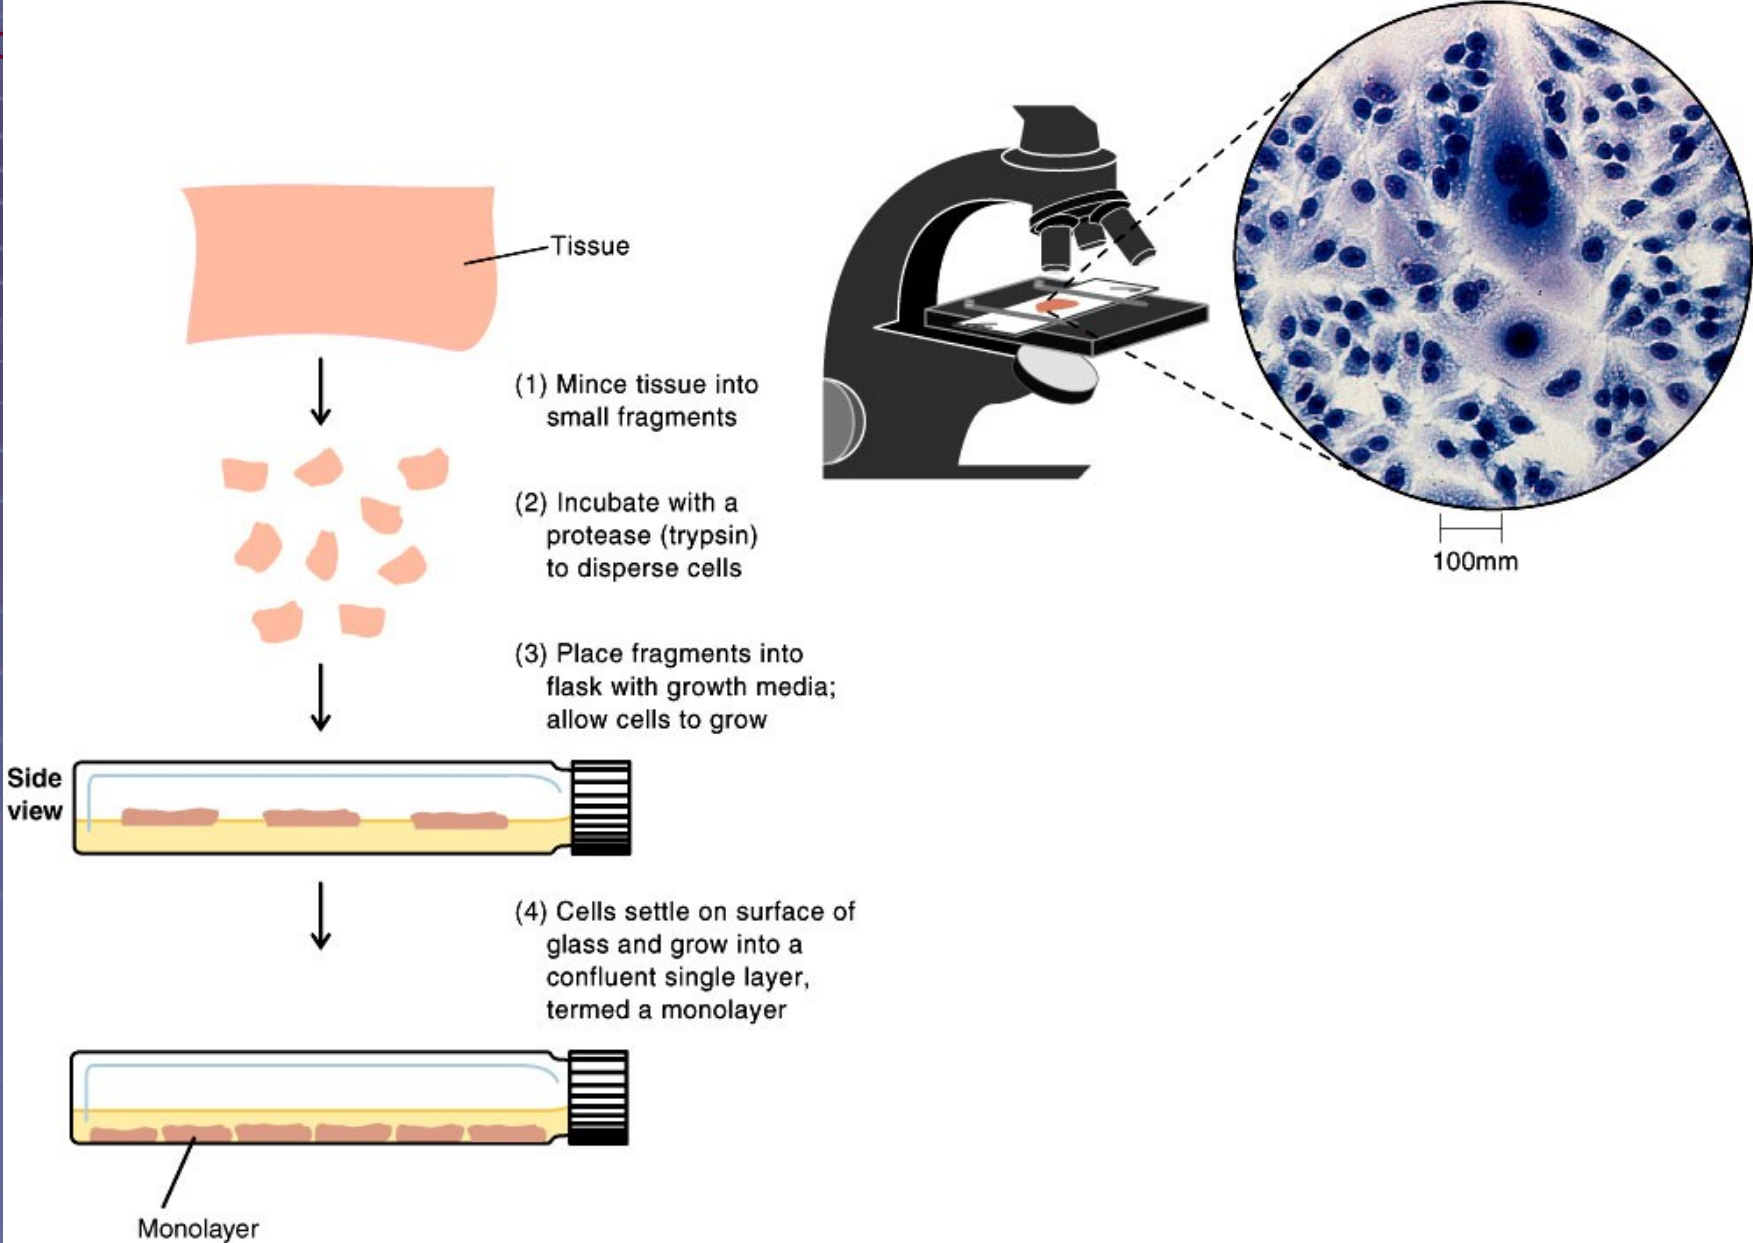 Tissue
(1) Mince tissue into
small fragments
(2) Incubate with a
protease (trypsin)
to disperse cells
(3) Place fragments into
flask with growth media;
allow cells to grow
Side
view
(4) Cells settle on surface of
glass and grow into a
confluent single layer,
termed a monolayer
Monolayer
100mm